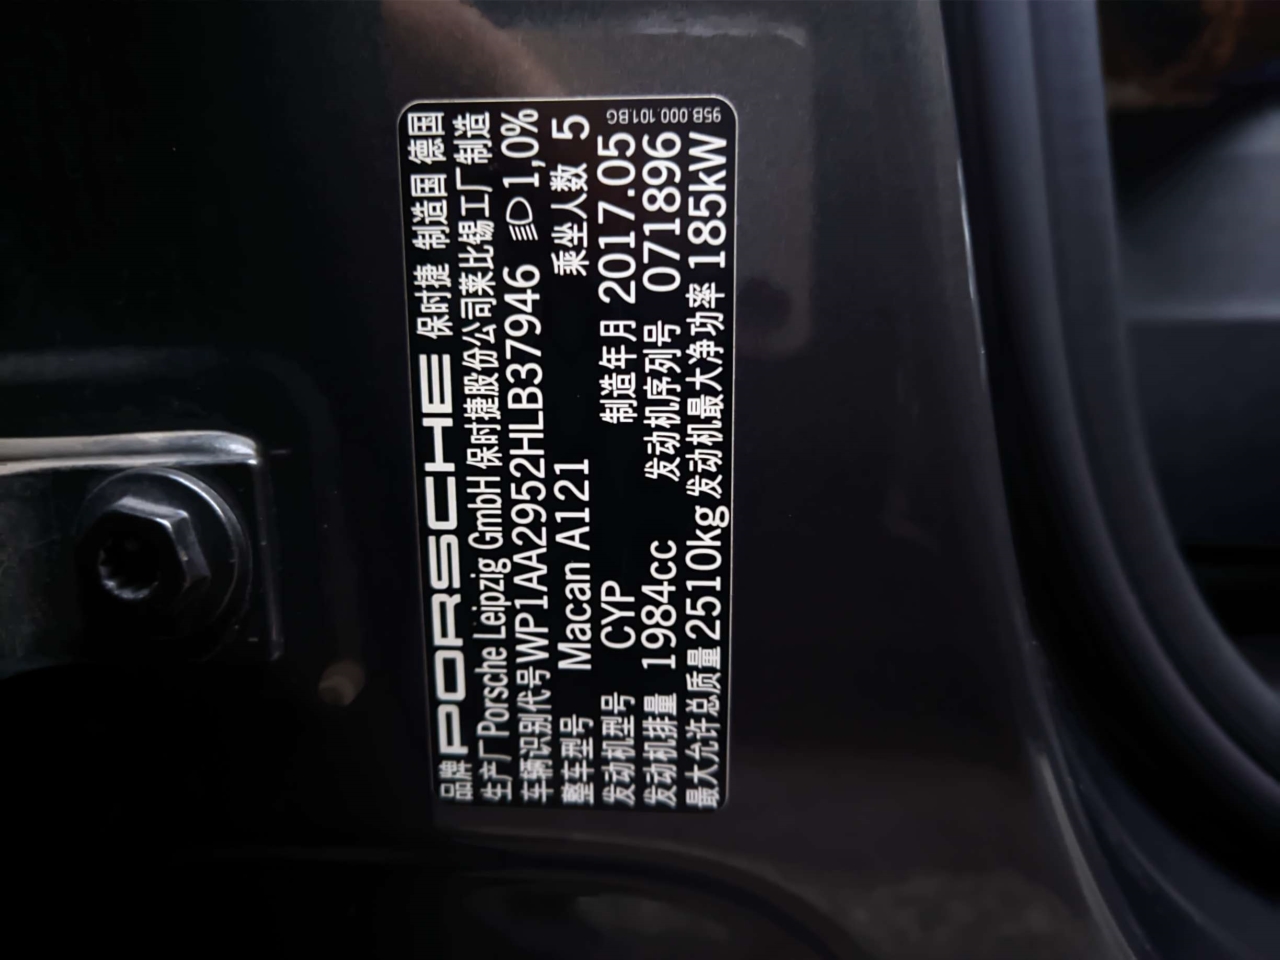 品牌 PORSCHE 保时捷 制造国 德国
生产厂 Porsche Leipzig GmbH 保时捷股份公司莱比锡工厂制造
车辆识别代号 WP1AA2952HLB37946 1,0%
整车型号 Macan A121 乘坐人数 5
发动机型号 CYP 制造年月 2017.05
发动机排量 1984cc 发动机序列号 071896
最大允许总质量 2510kg 发动机最大净功率 185kW
95B.000.101.BG